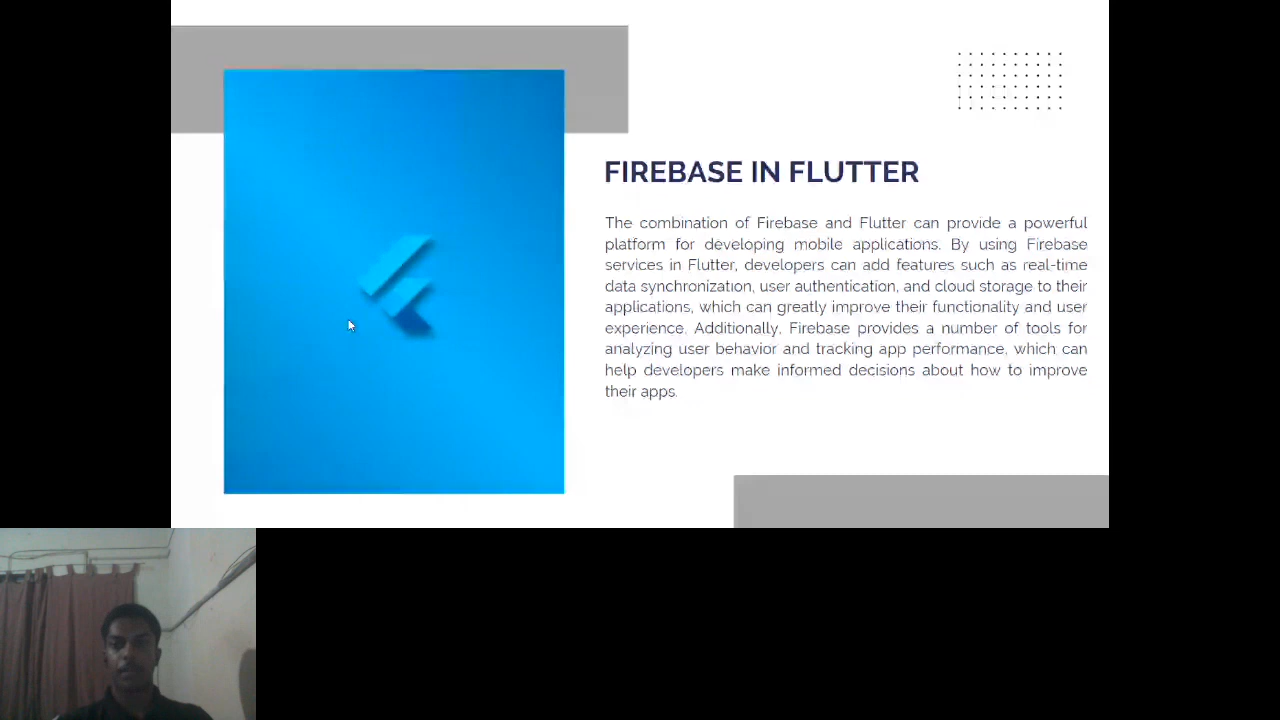 FIREBASE IN FLUTTER
The combination of Firebase and Flutter can provide a powerful
platform for developing mobile applications. By using Firebase
services in Flutter, developers can add features such as real-time
data synchronization, user authentication, and cloud storage to their
applications, which can greatly improve their functionality and user
experience. Additionally, Firebase provides a number of tools for
analyzing user behavior and tracking app performance, which can
help developers make informed decisions about how to improve
their apps.